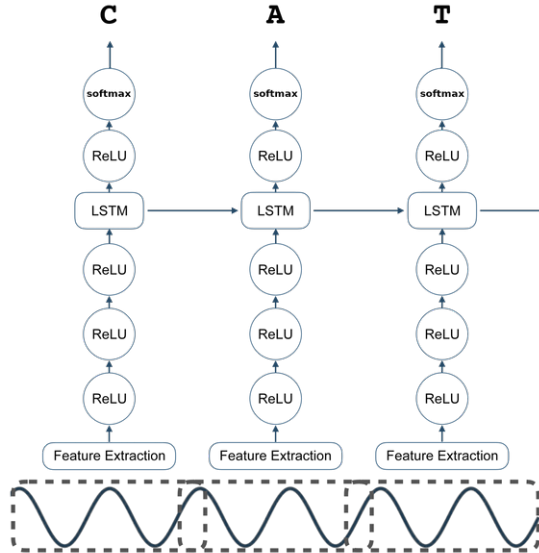 C A T
softmax softmax softmax
ReLU ReLU ReLU
LSTM LSTM LSTM
ReLU ReLU ReLU
ReLU ReLU ReLU
ReLU ReLU ReLU
Feature Extraction Feature Extraction Feature Extraction